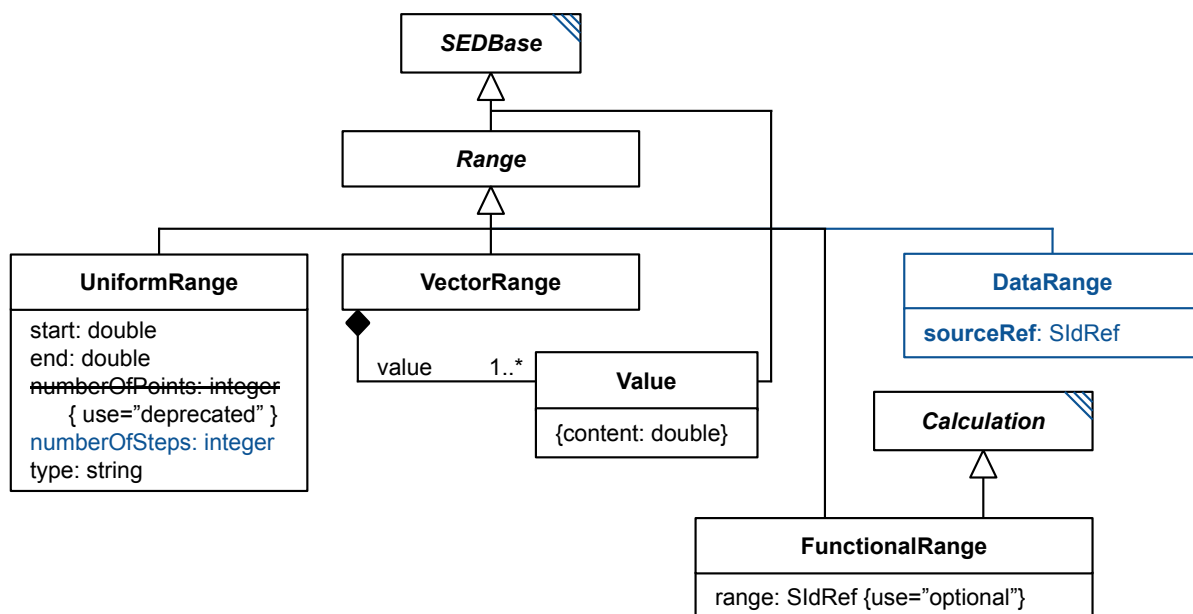 SEDBase
Range
UniformRange
start: double
end: double
numberOfPoints: integer
{ use=”deprecated” }
numberOfSteps: integer
type: string
VectorRange
value 1..*
Value
{content: double}
DataRange
sourceRef: SIdRef
Calculation
FunctionalRange
range: SIdRef {use=”optional”}